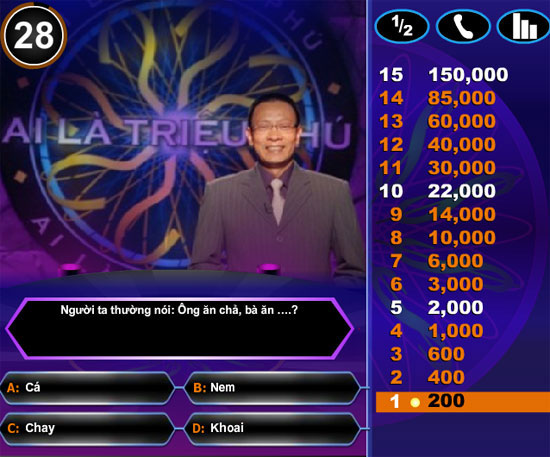 28
AI LÀ TRIỆU PHÚ
Người ta thường nói: Ông ăn chả, bà ăn ....?
A: Cá
B: Nem
C: Chay
D: Khoai
1/2
15 150,000
14 85,000
13 60,000
12 40,000
11 30,000
10 22,000
9 14,000
8 10,000
7 6,000
6 3,000
5 2,000
4 1,000
3 600
2 400
1 200